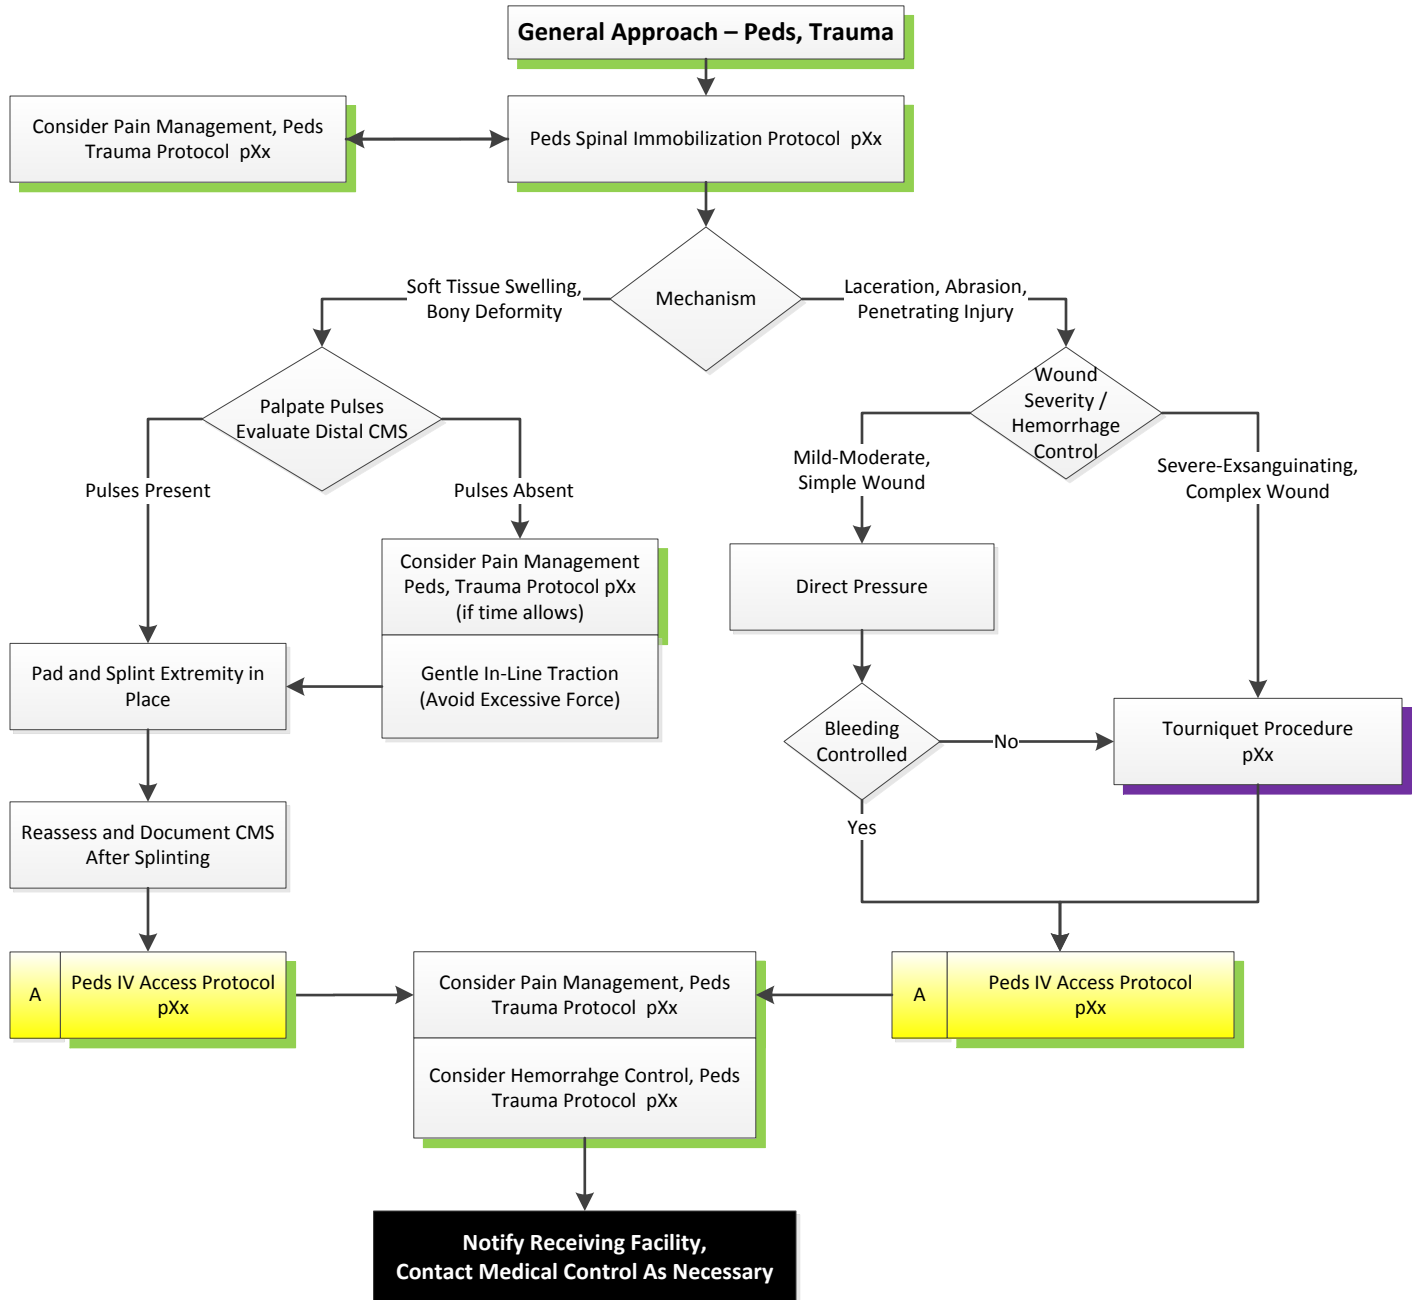 General Approach – Peds, Trauma
Consider Pain Management, Peds
Trauma Protocol pXx
Peds Spinal Immobilization Protocol pXx
Mechanism
Soft Tissue Swelling,
Bony Deformity
Laceration, Abrasion,
Penetrating Injury
Palpate Pulses
Evaluate Distal CMS
Wound
Severity /
Hemorrhage
Control
Pulses Present
Pulses Absent
Mild-Moderate,
Simple Wound
Severe-Exsanguinating,
Complex Wound
Consider Pain Management
Peds, Trauma Protocol pXx
(if time allows)
Direct Pressure
Pad and Splint Extremity in
Place
Gentle In-Line Traction
(Avoid Excessive Force)
Bleeding
Controlled
No
Tourniquet Procedure
pXx
Yes
Reassess and Document CMS
After Splinting
A
Peds IV Access Protocol
pXx
Consider Pain Management, Peds
Trauma Protocol pXx
A
Peds IV Access Protocol
pXx
Consider Hemorrahge Control, Peds
Trauma Protocol pXx
Notify Receiving Facility,
Contact Medical Control As Necessary